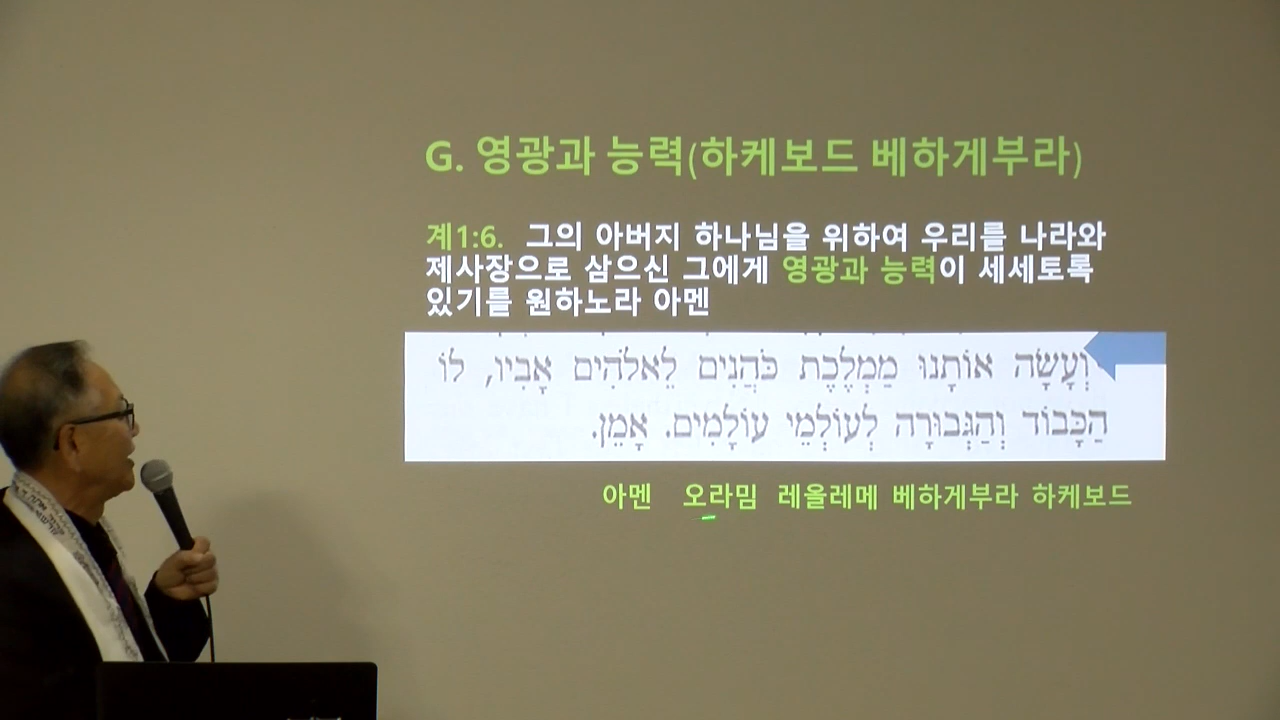 G. 영광과 능력(하케보드 베하게부라)
계1:6. 그의 아버지 하나님을 위하여 우리를 나라와
제사장으로 삼으신 그에게 영광과 능력이 세세토록
있기를 원하노라 아멘
וְעָשָׂה אוֹתָנוּ מַמְלֶכֶת כֹּהֲנִים לֵאלֹהִים אָבִיו, לוֹ
הַכָּבוֹד וְהַגְּבוּרָה לְעוֹלְמֵי עוֹלָמִים. אָמֵן.
아멘 오라밈 레올레메 베하게부라 하케보드